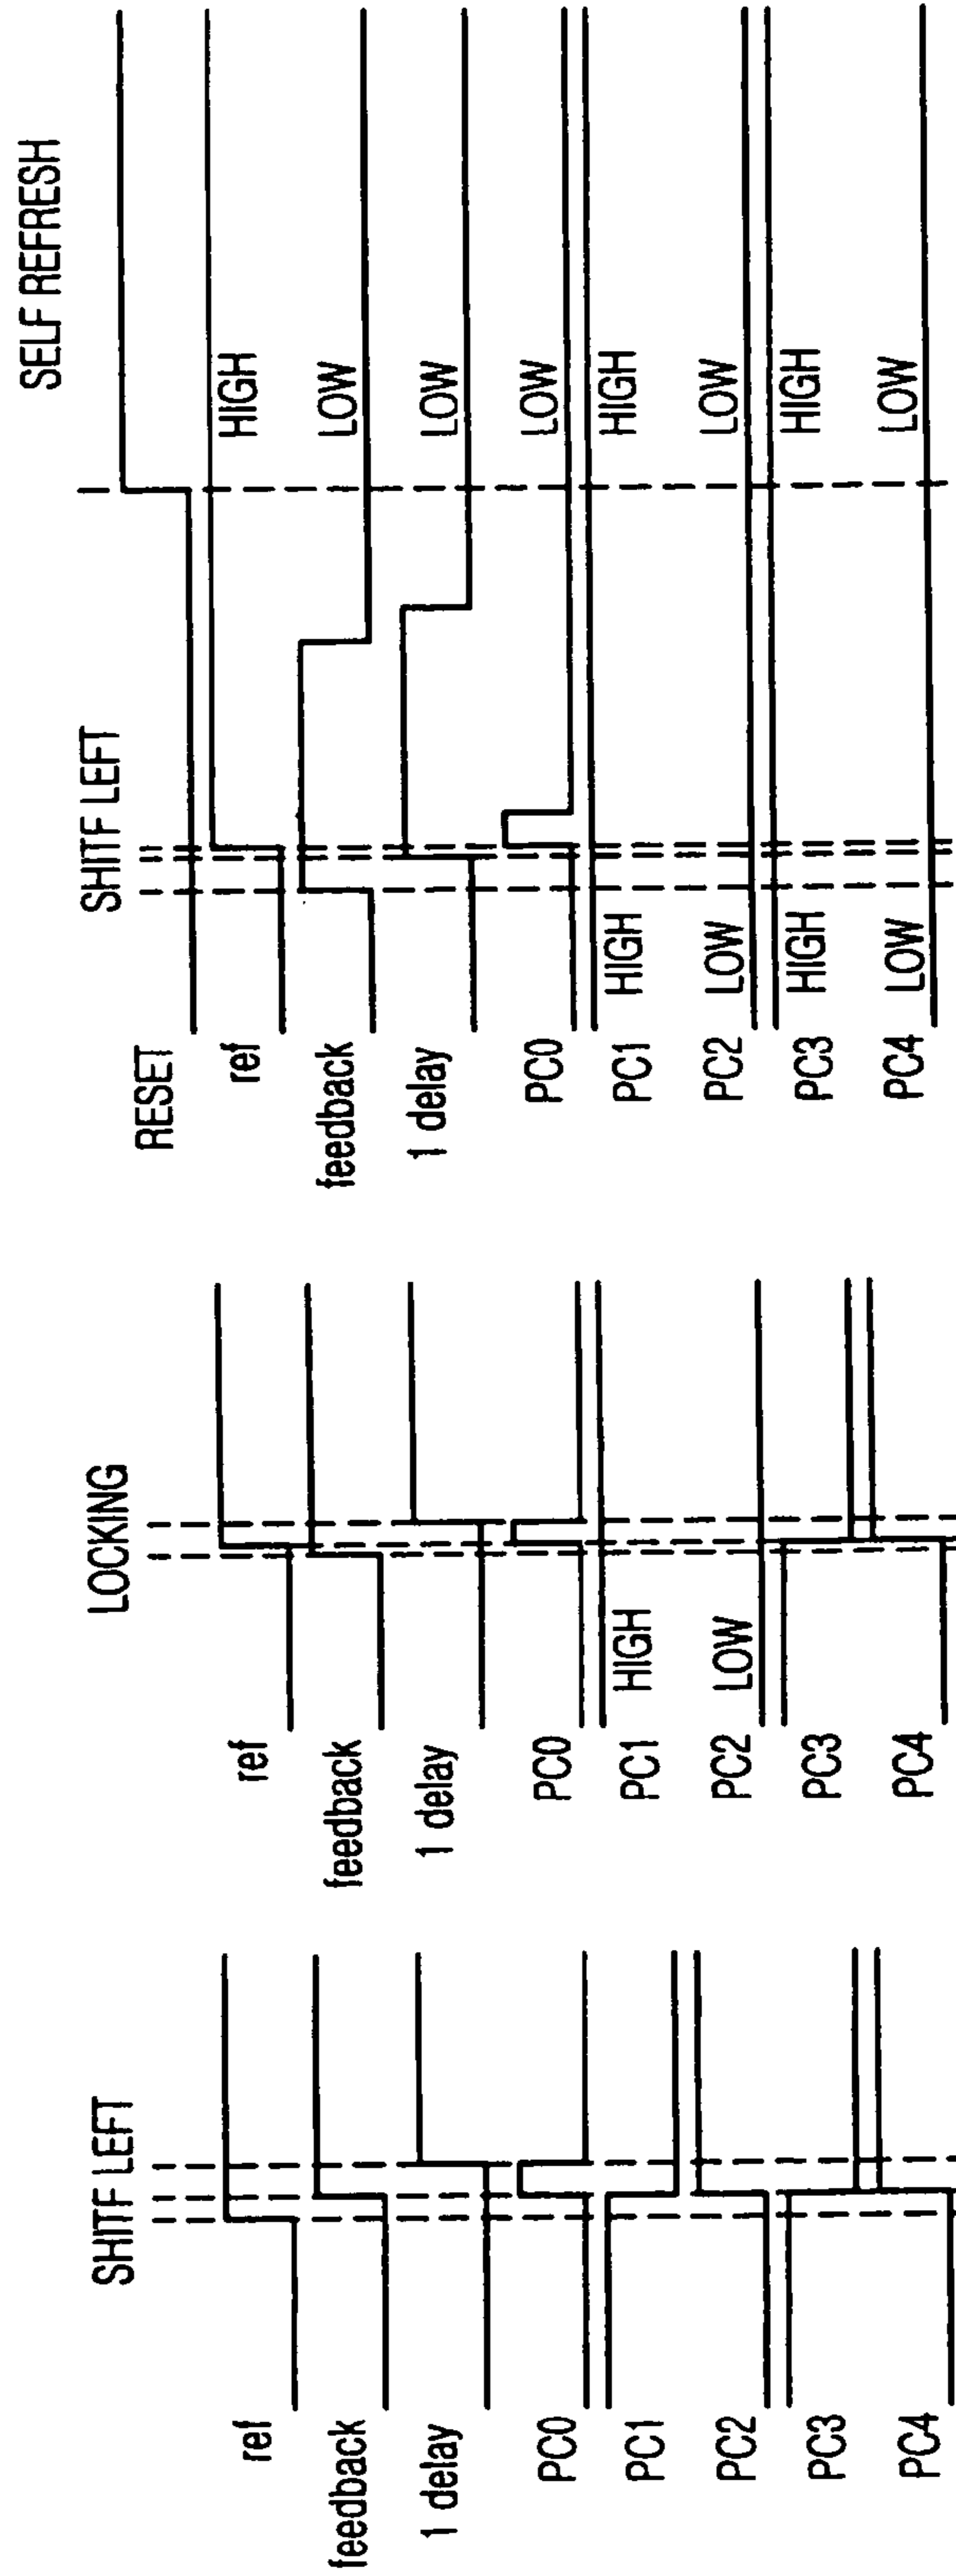 SHITF LEFT
ref
feedback
1 delay
PC0
PC1
PC2
PC3
PC4
LOCKING
ref
feedback
1 delay
PC0
PC1 HIGH
PC2 LOW
PC3
PC4
SHITF LEFT SELF REFRESH
RESET
ref HIGH
feedback LOW
1 delay LOW
PC0 LOW
PC1 HIGH HIGH
PC2 LOW LOW
PC3 HIGH HIGH
PC4 LOW LOW